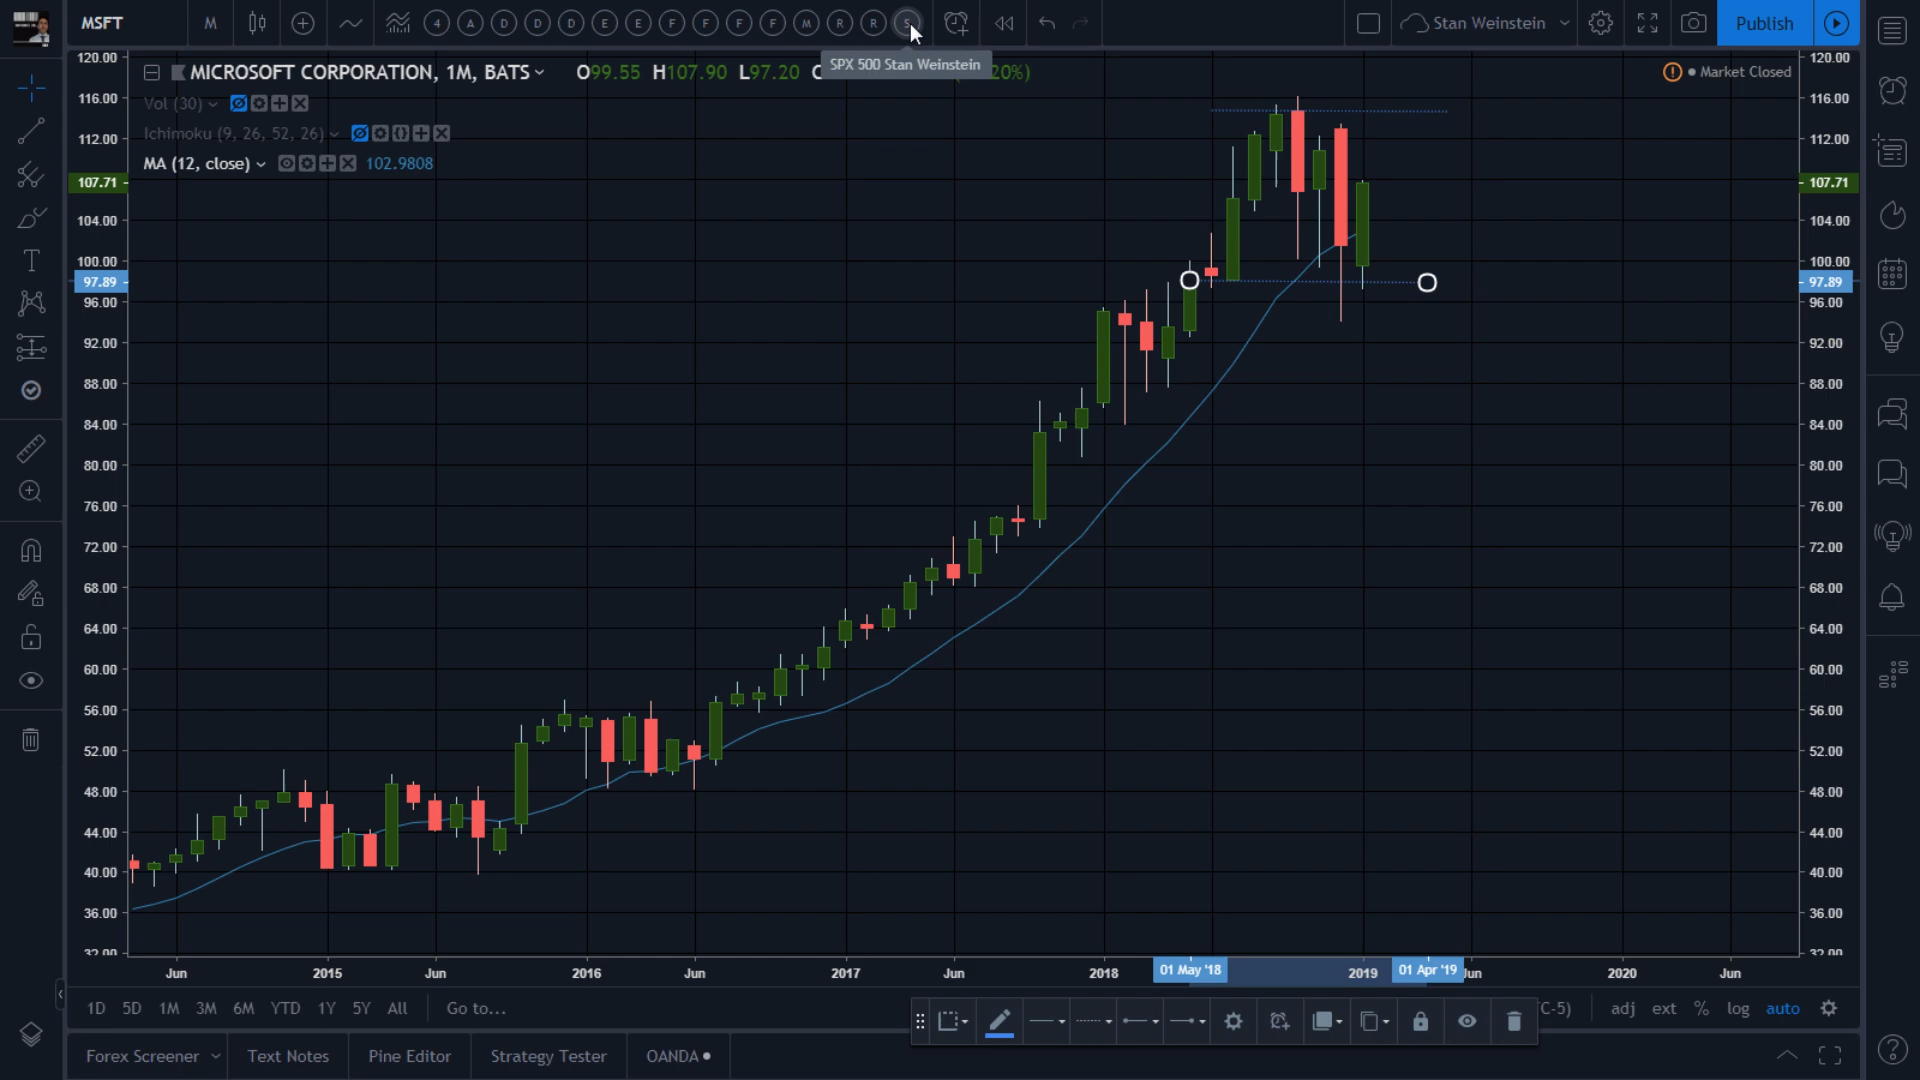 MSFT M 4 A D D D E E F F F F M R R S Stan Weinstein Publish
SPX 500 Stan Weinstein
MICROSOFT CORPORATION, 1M, BATS O99.55 H107.90 L97.20 C 20%)
Market Closed
Vol (30)
Ichimoku (9, 26, 52, 26)
MA (12, close) 102.9808
120.00 120.00
116.00 116.00
112.00 112.00
107.71 107.71
104.00 104.00
100.00 100.00
97.89 97.89
96.00 96.00
92.00 92.00
88.00 88.00
84.00 84.00
80.00 80.00
76.00 76.00
72.00 72.00
68.00 68.00
64.00 64.00
60.00 60.00
56.00 56.00
52.00 52.00
48.00 48.00
44.00 44.00
40.00 40.00
36.00 36.00
32.00 32.00
Jun 2015 Jun 2016 Jun 2017 Jun 2018 01 May '18 2019 01 Apr '19 Jun 2020 Jun
1D 5D 1M 3M 6M YTD 1Y 5Y All Go to... C-5) adj ext % log auto
Forex Screener Text Notes Pine Editor Strategy Tester OANDA